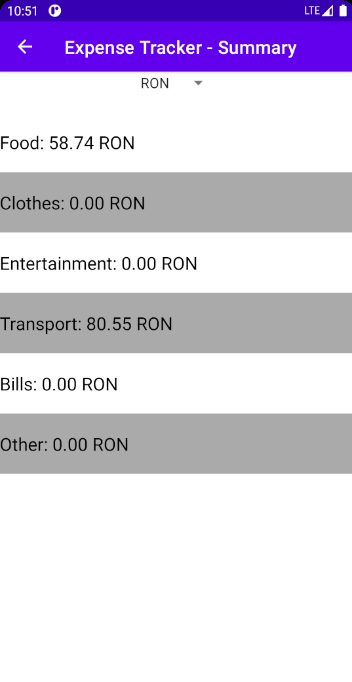 10:51 LTE
Expense Tracker - Summary
RON
Food: 58.74 RON
Clothes: 0.00 RON
Entertainment: 0.00 RON
Transport: 80.55 RON
Bills: 0.00 RON
Other: 0.00 RON